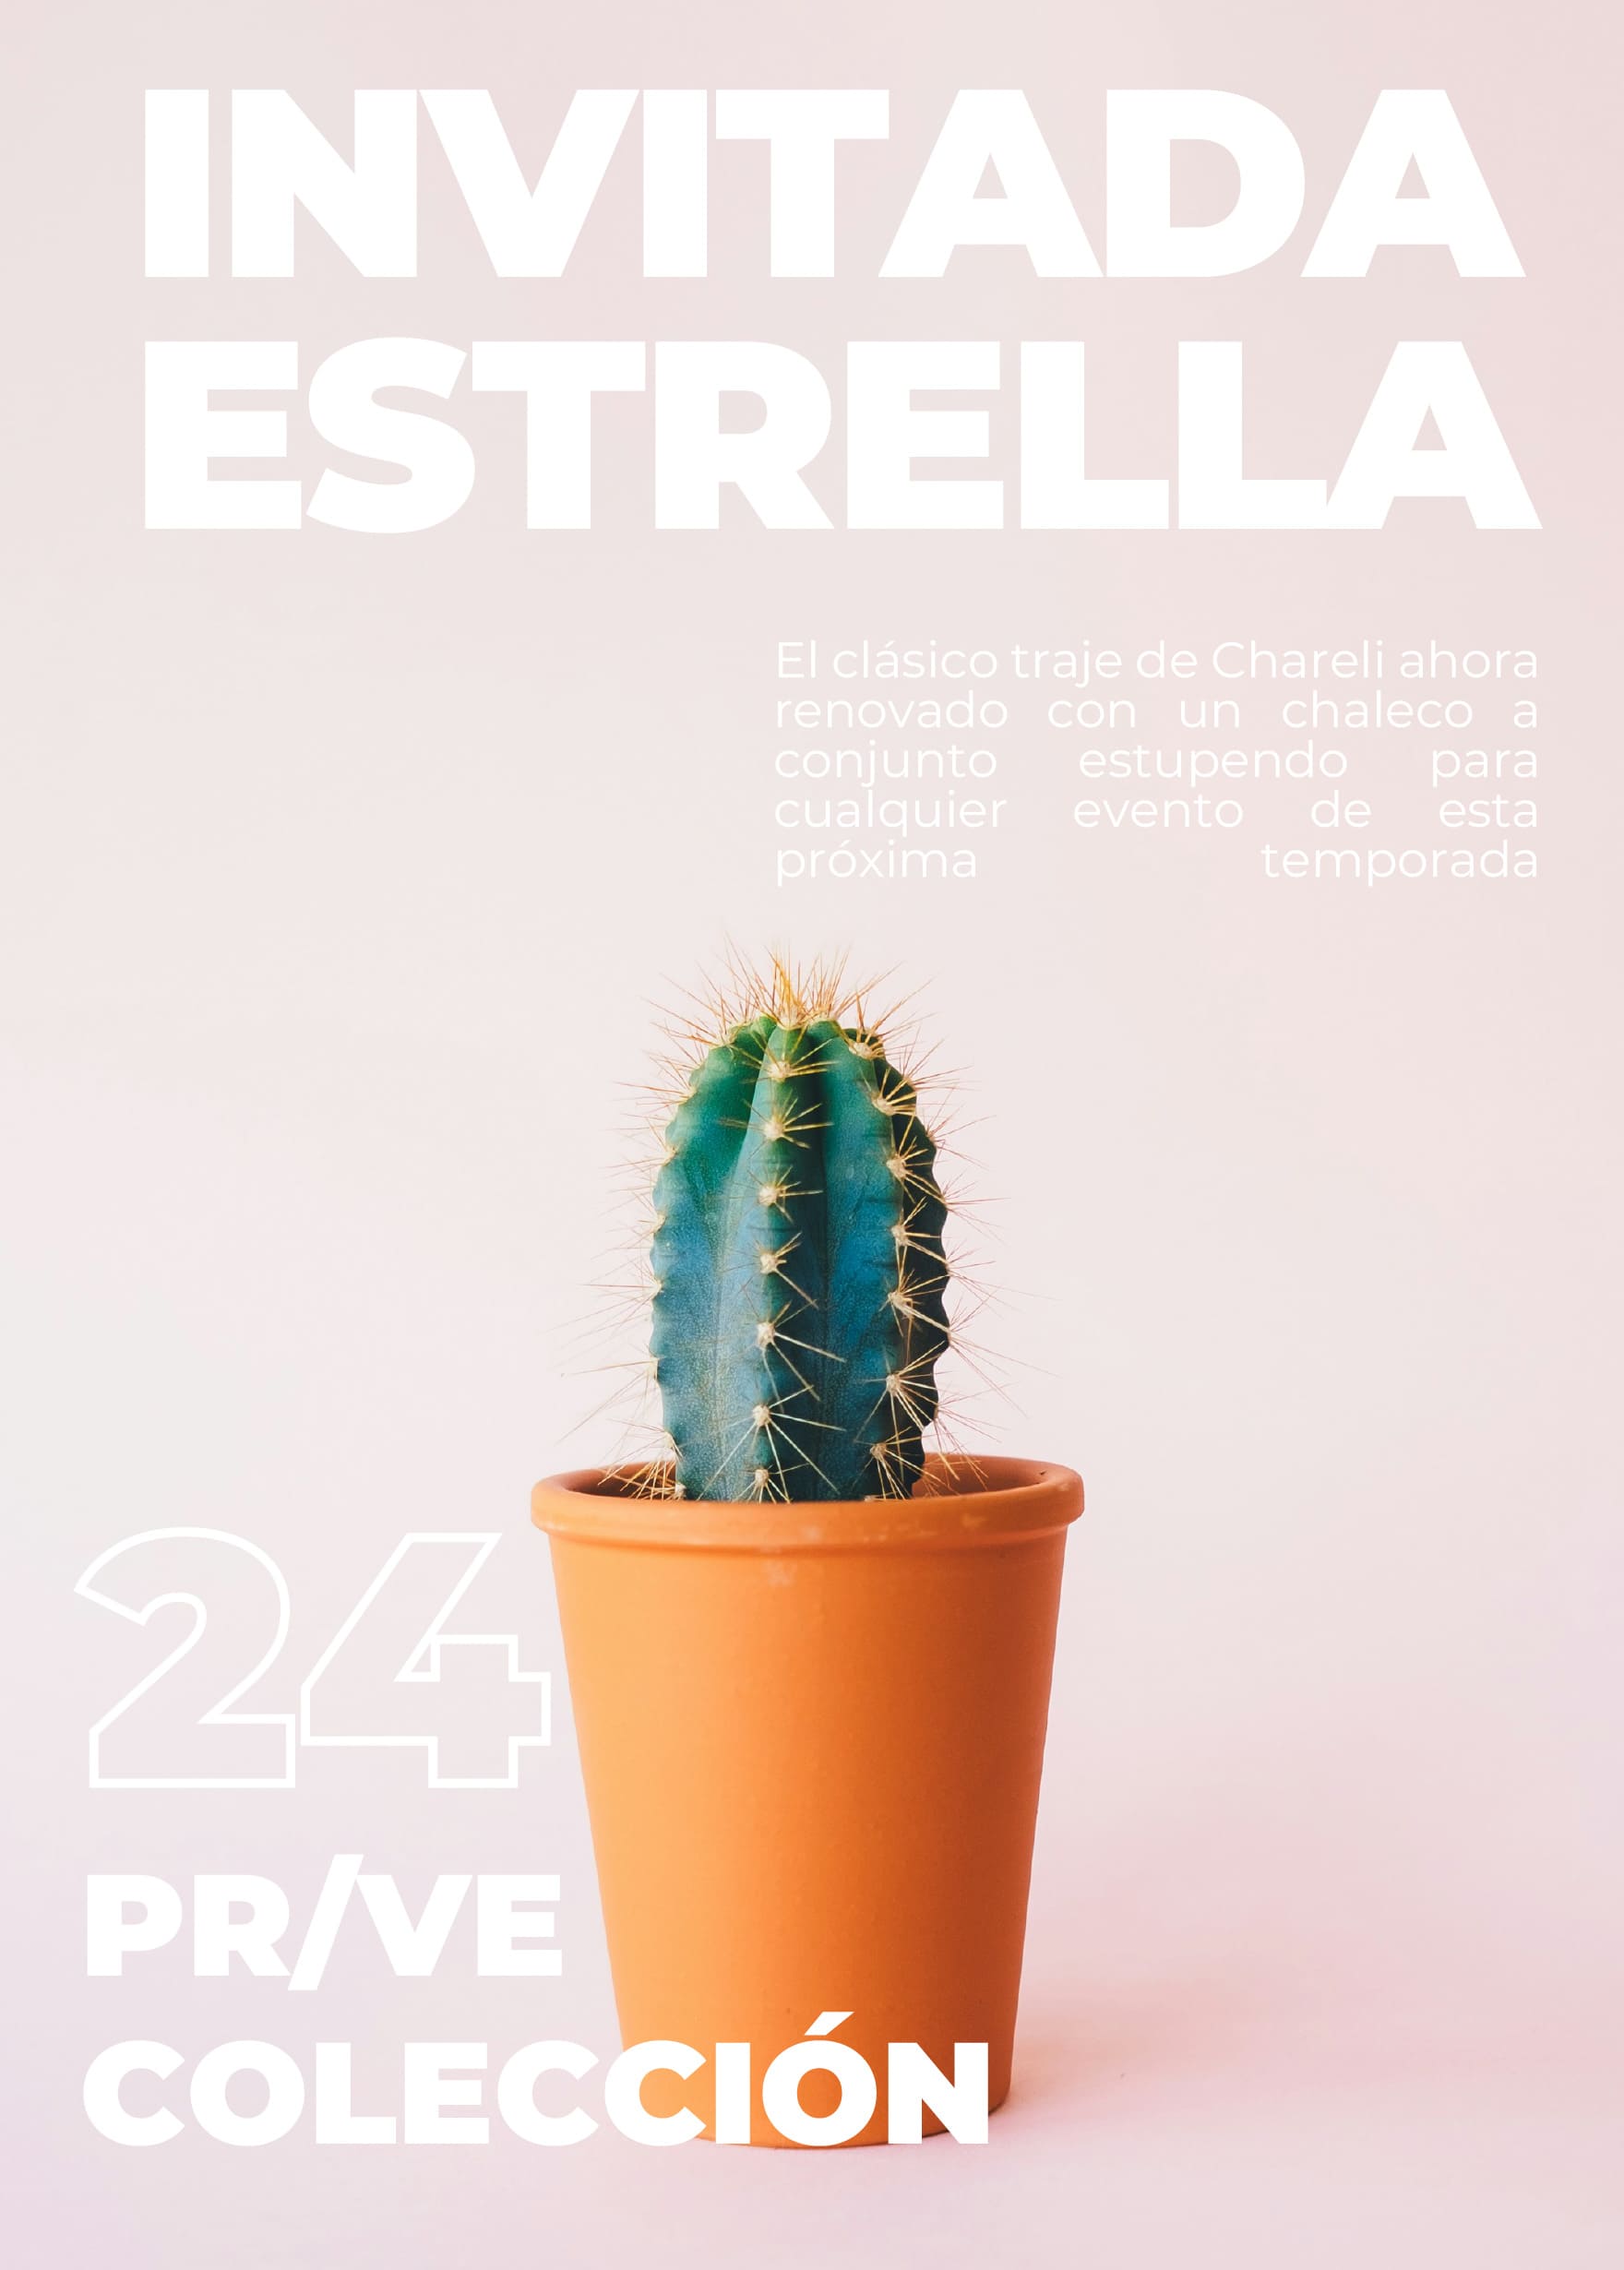 INVITADA
ESTRELLA
El clásico traje de Chareli ahora
renovado con un chaleco a
conjunto estupendo para
cualquier evento de esta
próxima temporada
24
PR/VE
COLECCIÓN